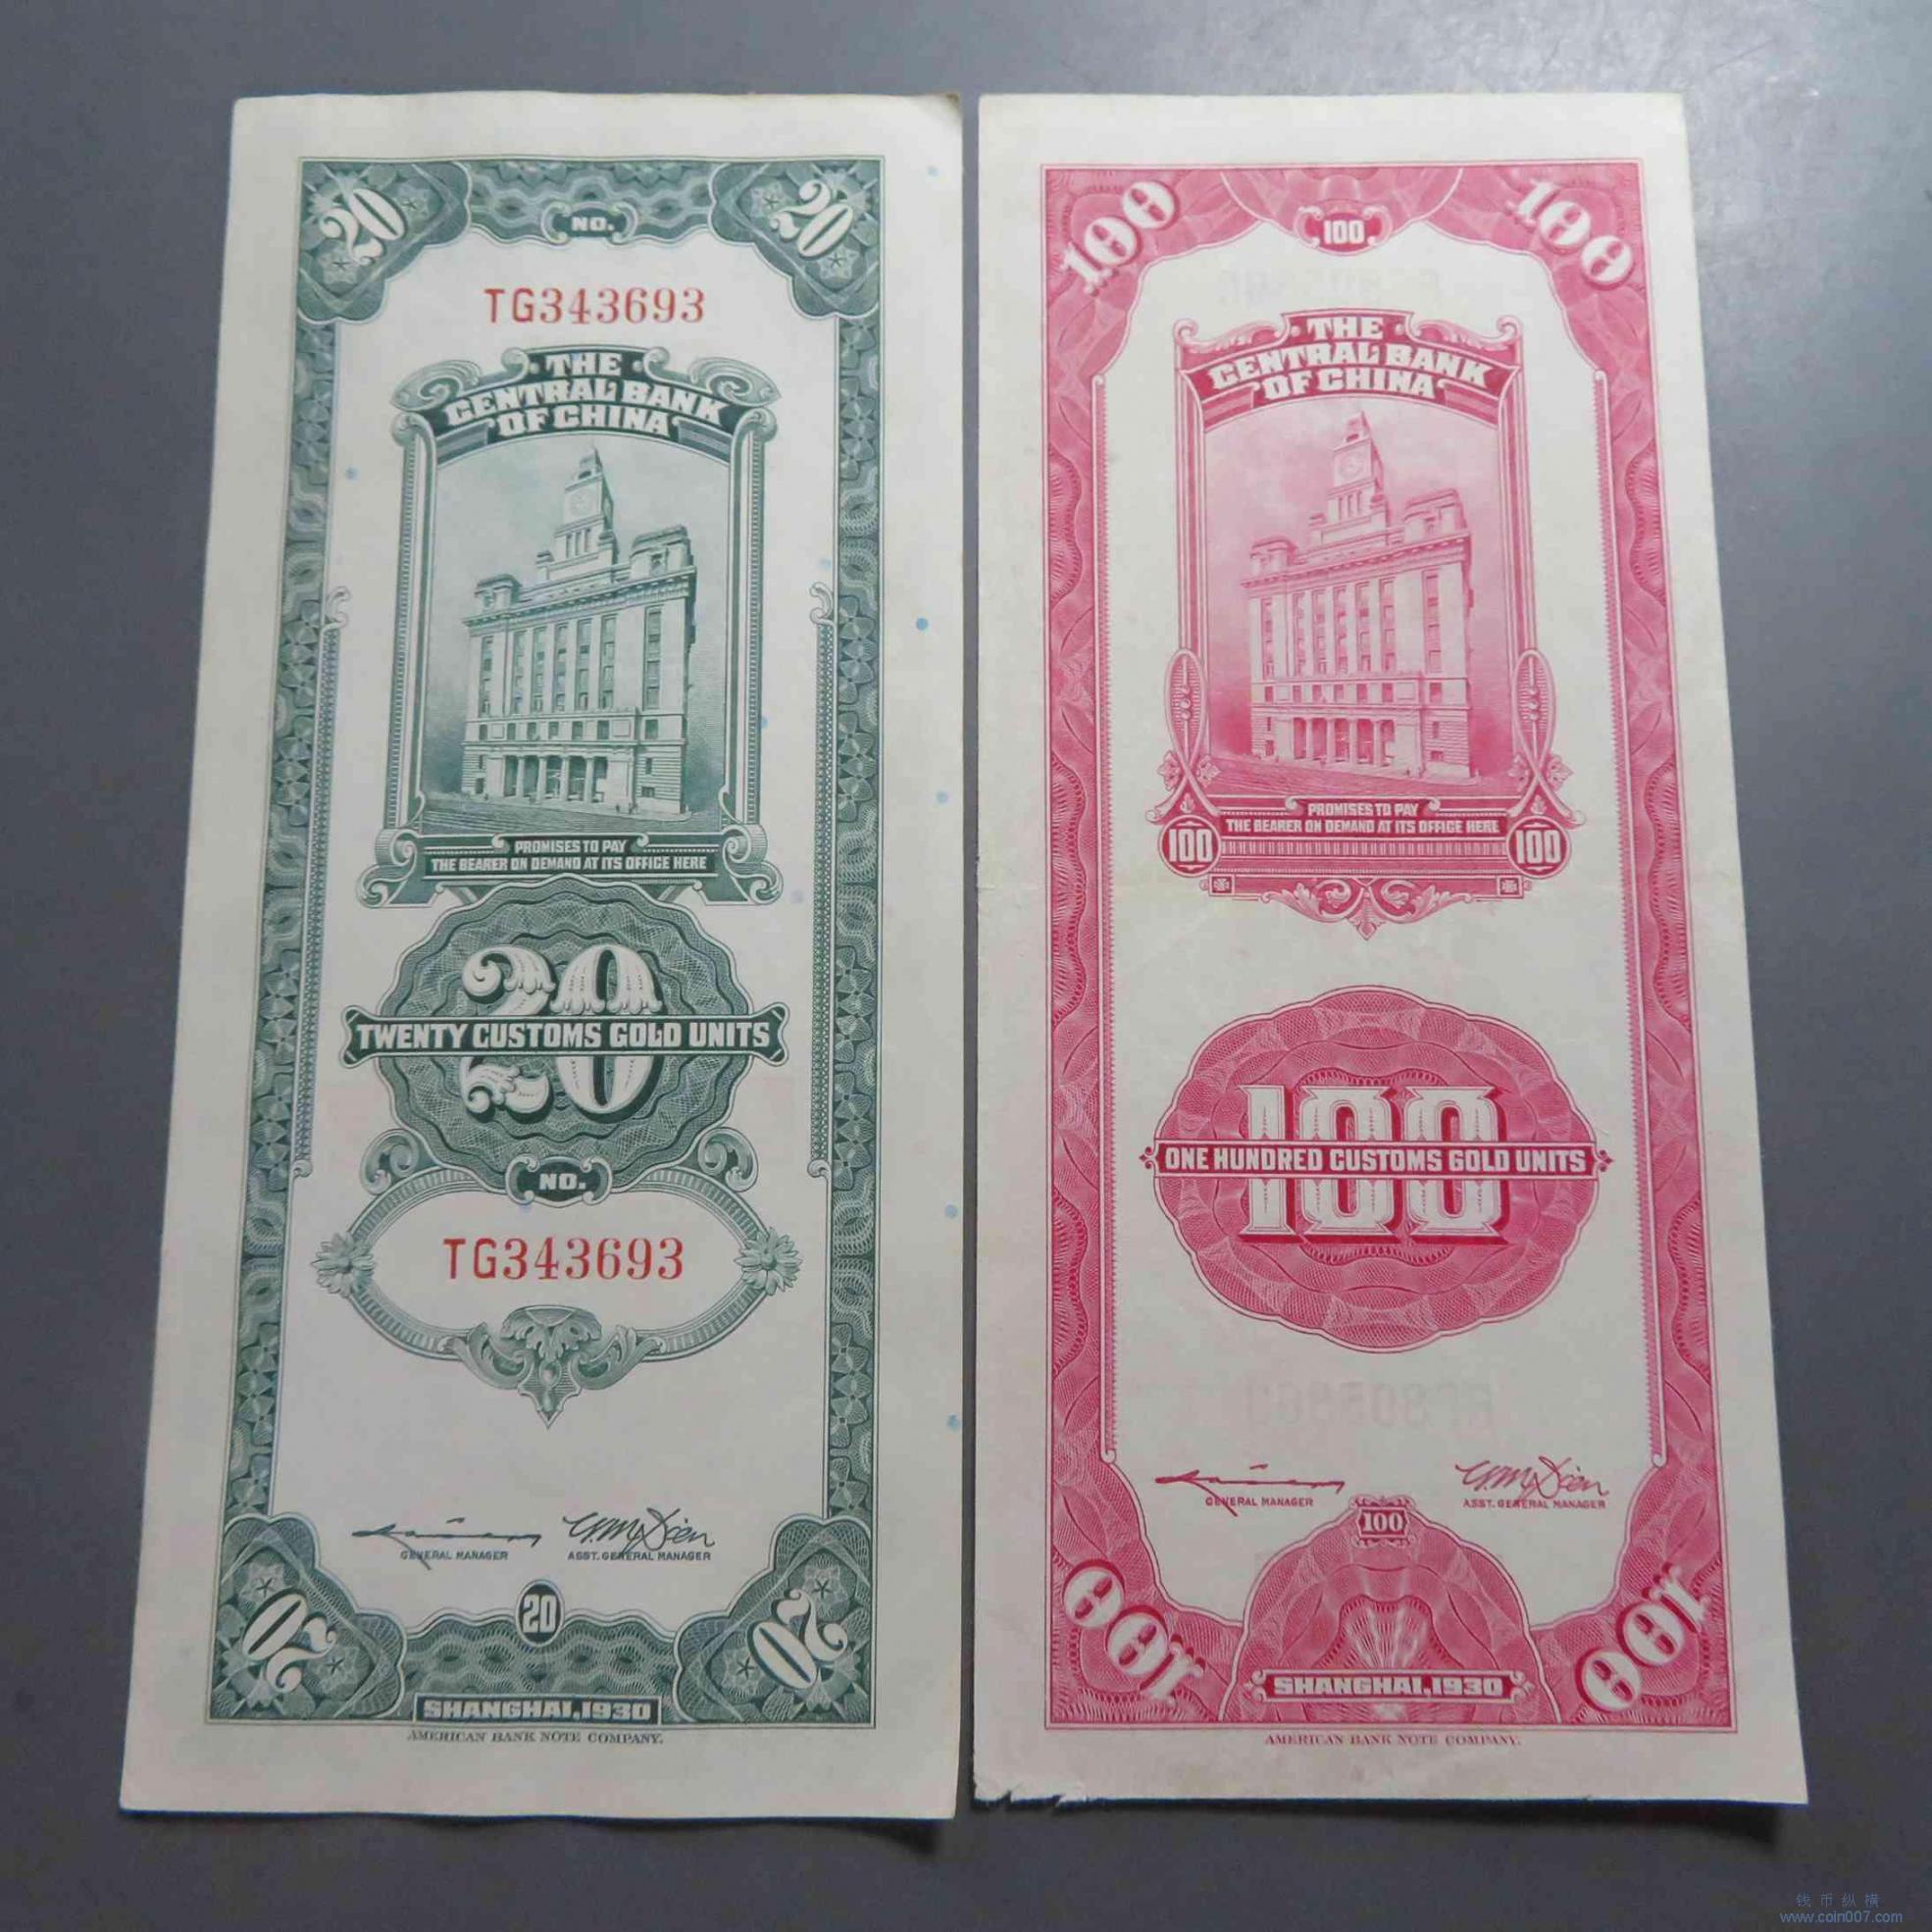 20
NO.
20
TG343693
THE
CENTRAL BANK
OF CHINA
PROMISES TO PAY
THE BEARER ON DEMAND AT ITS OFFICE HERE
20
TWENTY CUSTOMS GOLD UNITS
NO.
TG343693
GENERAL MANAGER
ASST. GENERAL MANAGER
20
20
20
SHANGHAI, 1930
AMERICAN BANK NOTE COMPANY.
100
100
100
THE
CENTRAL BANK
OF CHINA
PROMISES TO PAY
THE BEARER ON DEMAND AT ITS OFFICE HERE
100
100
100
ONE HUNDRED CUSTOMS GOLD UNITS
GENERAL MANAGER
ASST. GENERAL MANAGER
100
100
100
SHANGHAI, 1930
AMERICAN BANK NOTE COMPANY.
钱币纵横
www.coin007.com